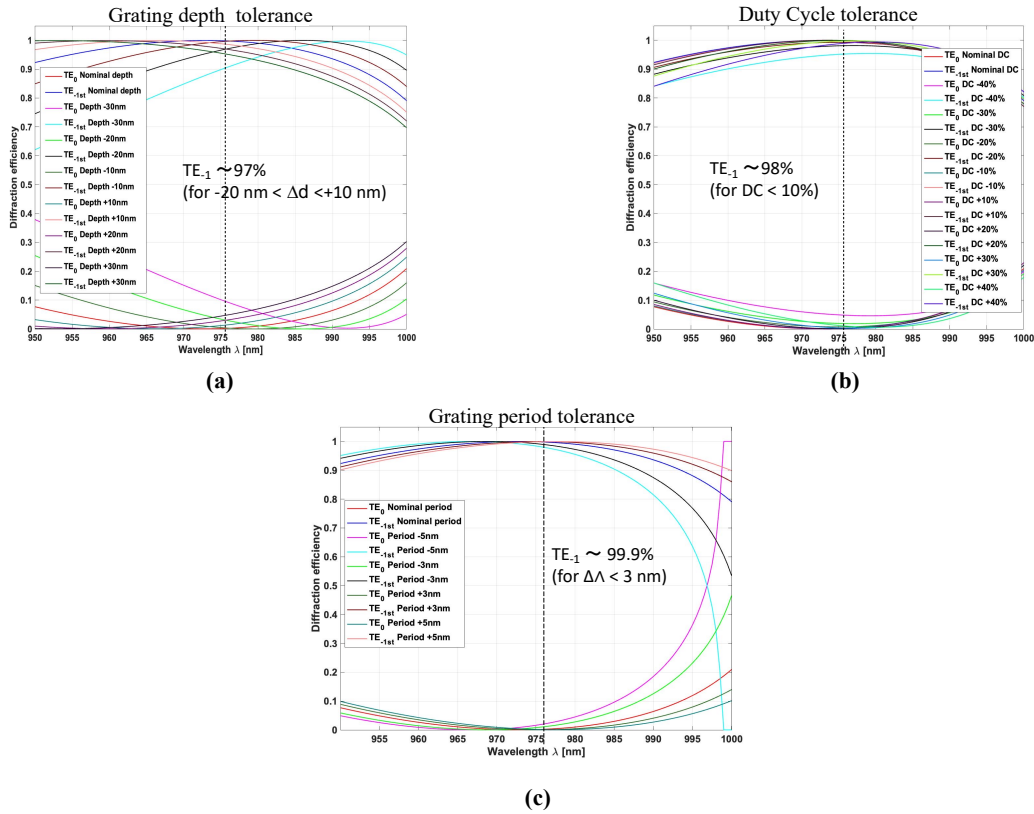 Grating depth tolerance
Diffraction efficiency
1
0.9
0.8
0.7
0.6
0.5
0.4
0.3
0.2
0.1
0
TE0 Nominal depth
TE-1st Nominal depth
TE0 Depth -30nm
TE-1st Depth -30nm
TE0 Depth -20nm
TE-1st Depth -20nm
TE0 Depth -10nm
TE-1st Depth -10nm
TE0 Depth +10nm
TE-1st Depth +10nm
TE0 Depth +20nm
TE-1st Depth +20nm
TE0 Depth +30nm
TE-1st Depth +30nm
TE-1 ~97%
(for -20 nm < Δd <+10 nm)
950 955 960 965 970 975 980 985 990 995 1000
Wavelength λ [nm]
(a)
Duty Cycle tolerance
Diffraction efficiency
1
0.9
0.8
0.7
0.6
0.5
0.4
0.3
0.2
0.1
0
TE0 Nominal DC
TE-1st Nominal DC
TE0 DC -40%
TE-1st DC -40%
TE0 DC -30%
TE-1st DC -30%
TE0 DC -20%
TE-1st DC -20%
TE0 DC -10%
TE-1st DC -10%
TE0 DC +10%
TE-1st DC +10%
TE0 DC +20%
TE-1st DC +20%
TE0 DC +30%
TE-1st DC +30%
TE0 DC +40%
TE-1st DC +40%
TE-1 ~98%
(for DC < 10%)
950 955 960 965 970 975 980 985 990 995 1000
Wavelength λ [nm]
(b)
Grating period tolerance
Diffraction efficiency
1
0.9
0.8
0.7
0.6
0.5
0.4
0.3
0.2
0.1
0
TE0 Nominal period
TE-1st Nominal period
TE0 Period -5nm
TE-1st Period -5nm
TE0 Period -3nm
TE-1st Period -3nm
TE0 Period +3nm
TE-1st Period +3nm
TE0 Period +5nm
TE-1st Period +5nm
TE-1 ~ 99.9%
(for ΔΛ < 3 nm)
955 960 965 970 975 980 985 990 995 1000
Wavelength λ [nm]
(c)